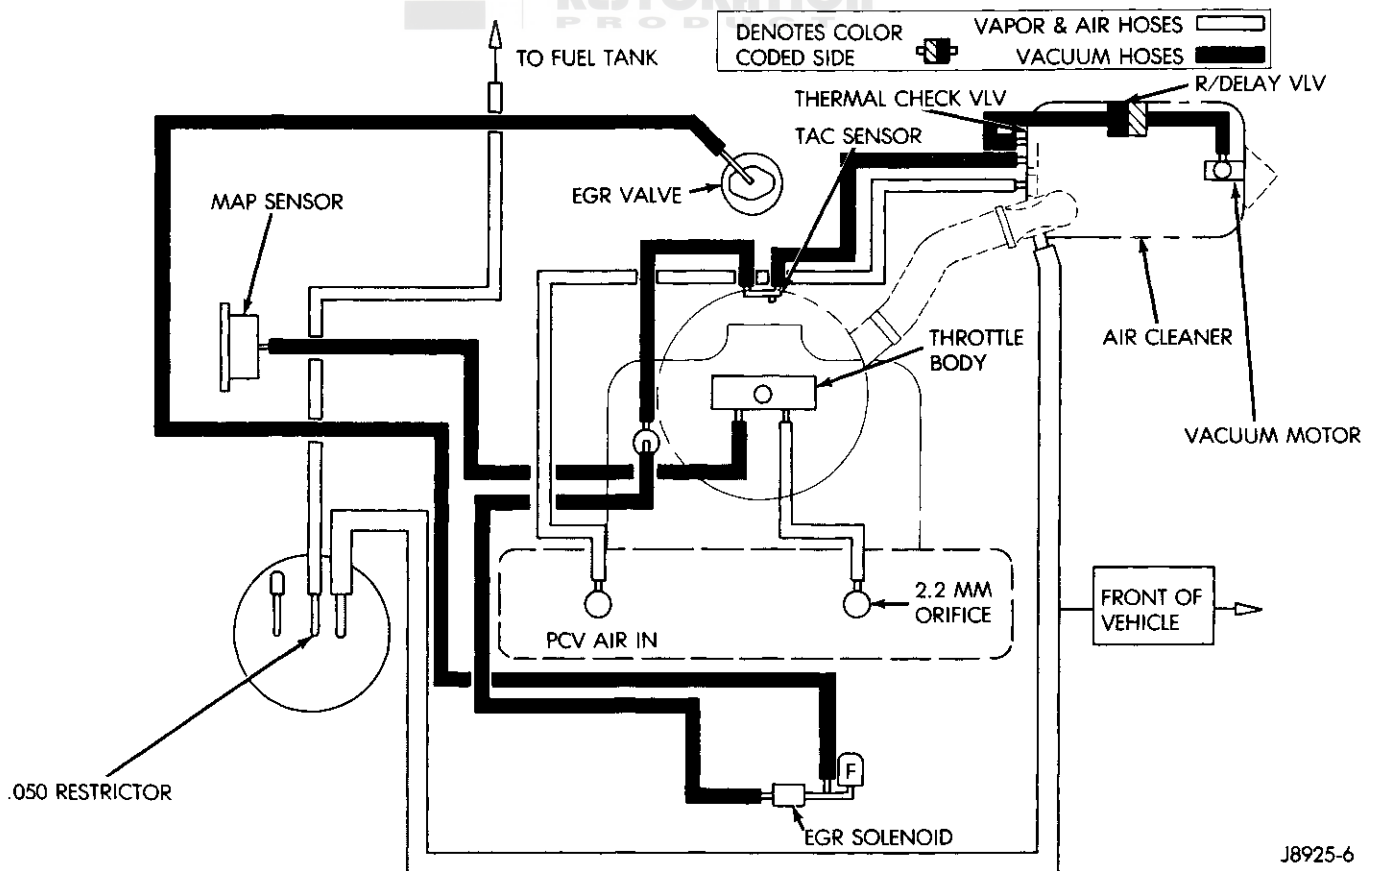 RESTORATION
PRODUCT
DENOTES COLOR
CODED SIDE
VAPOR & AIR HOSES
VACUUM HOSES
TO FUEL TANK
R/DELAY VLV
THERMAL CHECK VLV
TAC SENSOR
EGR VALVE
MAP SENSOR
AIR CLEANER
THROTTLE
BODY
VACUUM MOTOR
2.2 MM
ORIFICE
FRONT OF
VEHICLE
PCV AIR IN
.050 RESTRICTOR
F
EGR SOLENOID
J8925-6